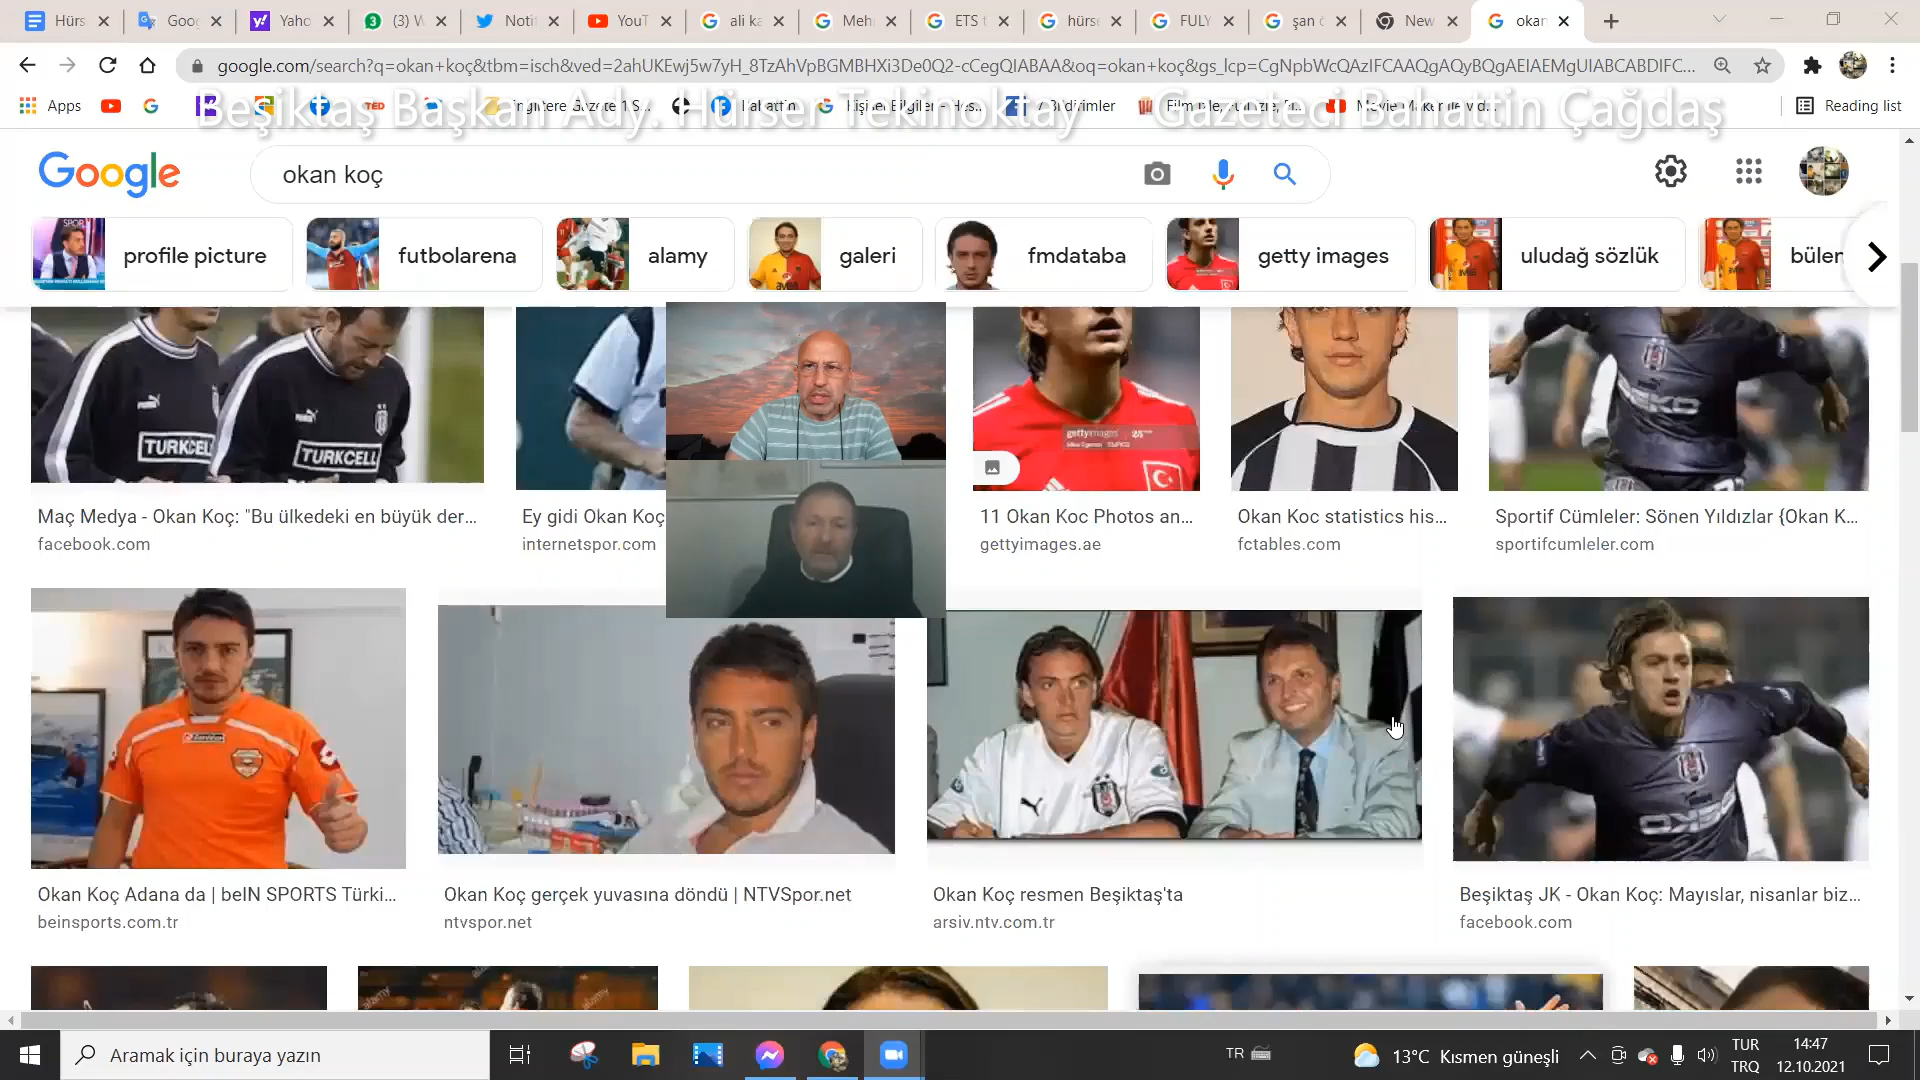 Hürs
Goog
Yaho
(3) W
Noti
YouT
ali ka
Meh
ETS t
hürse
FULY
şan
New
okan
google.com/search?q=okan+koç&tbm=isch&ved=2ahUKEwj5w7yH_8TzAhVpBGMBHXi3De0Q2-cCegQIABAA&oq=okan+koç&gs_lcp=CgNpbWcQAzIFCAAQgAQyBQgAEIAEMgUIABCABDIFC...
Apps
Reading list
Beşiktaş Başkan Ady. Hürser Tekinoktay
Gazeteci Bahattin Çağdaş
Google
okan koç
profile picture
futbolarena
alamy
galeri
fmdataba
getty images
uludağ sözlük
büler
TURKCELL
TURKCELL
gettyimages
Maç Medya - Okan Koç: "Bu ülkedeki en büyük der...
facebook.com
Ey gidi Okan Koç
internetspor.com
11 Okan Koc Photos an...
gettyimages.ae
Okan Koc statistics his...
fctables.com
Sportif Cümleler: Sönen Yıldızlar {Okan K...
sportifcumleler.com
Okan Koç Adana da | beIN SPORTS Türki...
beinsports.com.tr
Okan Koç gerçek yuvasına döndü | NTVSpor.net
ntvspor.net
Okan Koç resmen Beşiktaş'ta
arsiv.ntv.com.tr
Beşiktaş JK - Okan Koç: Mayıslar, nisanlar biz...
facebook.com
Aramak için buraya yazın
TR
13°C Kısmen güneşli
TUR
TRQ
14:47
12.10.2021